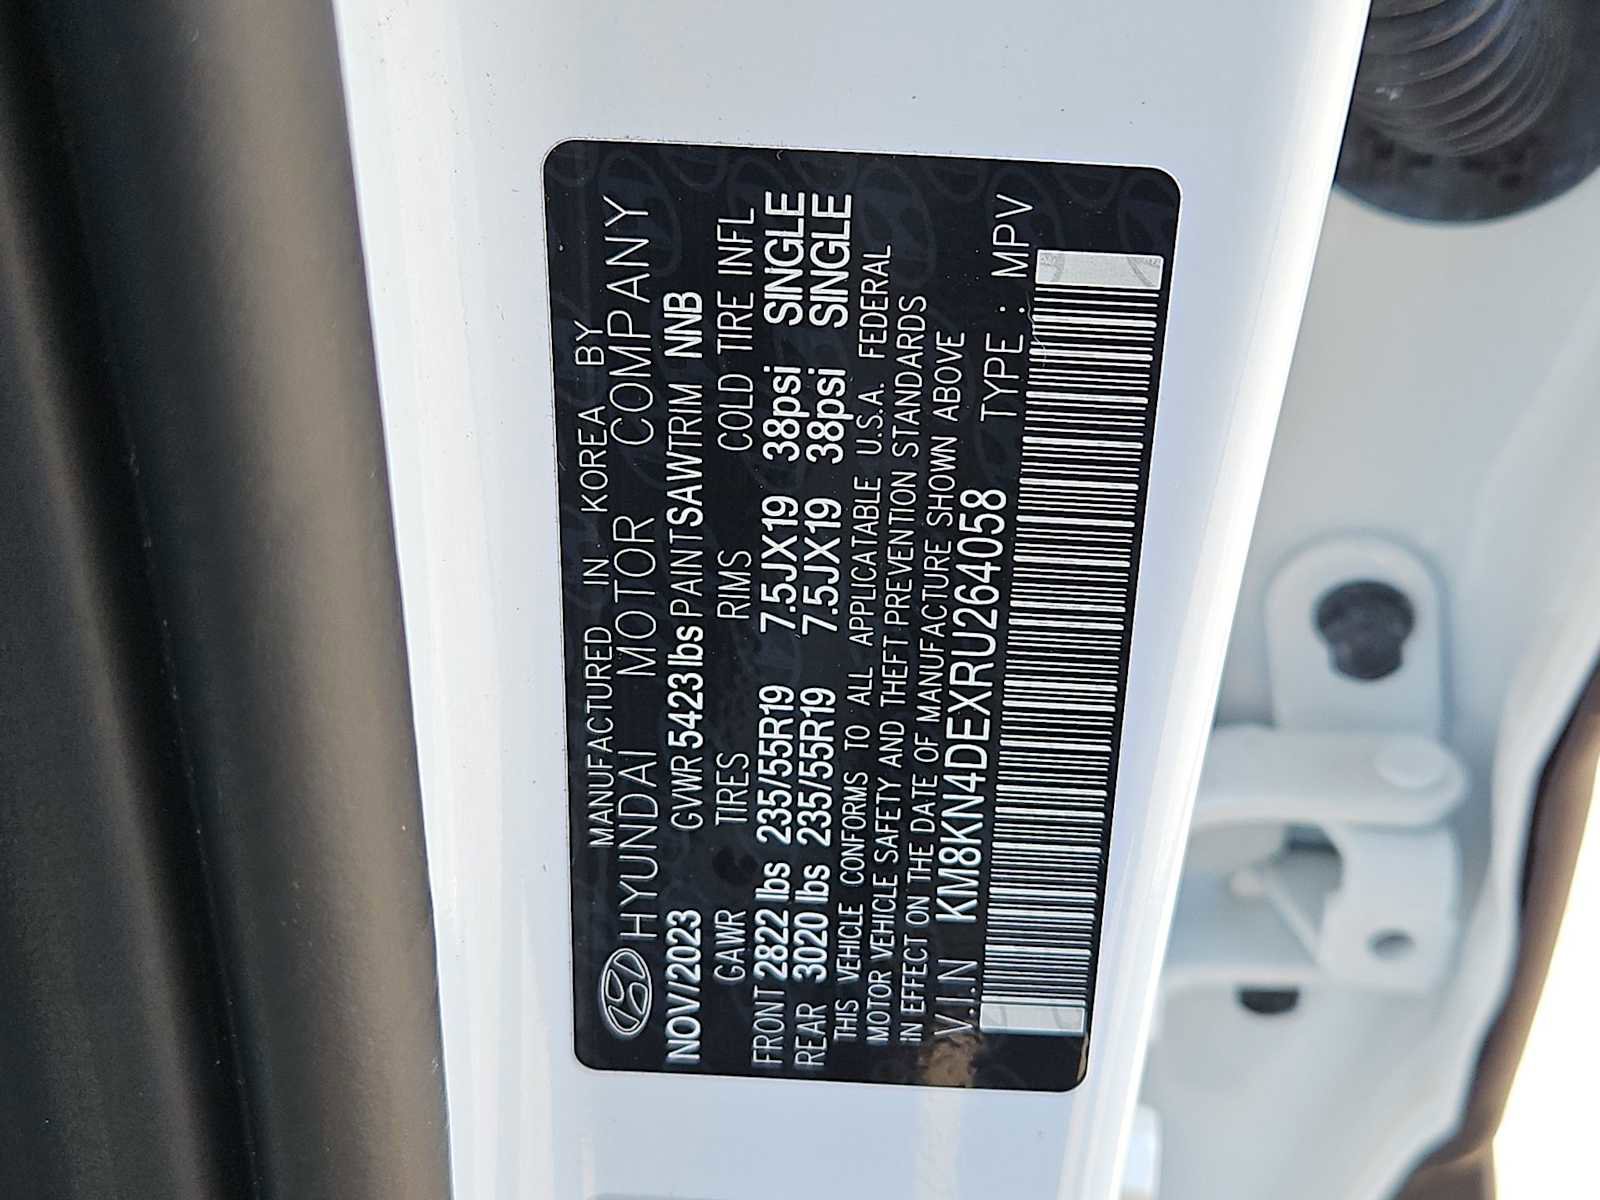 MANUFACTURED IN KOREA BY
HYUNDAI MOTOR COMPANY
NOV/2023 GVWR 5423lbs PAINT SAW TRIM NNB
GAWR TIRES RIMS COLD TIRE INFL
FRONT 2822 lbs 235/55R19 7.5JX19 38psi SINGLE
REAR 3020 lbs 235/55R19 7.5JX19 38psi SINGLE
THIS VEHICLE CONFORMS TO ALL APPLICATABLE U.S.A. FEDERAL
MOTOR VEHICLE SAFETY AND THEFT PREVENTION STANDARDS
IN EFFECT ON THE DATE OF MANUFACTURE SHOWN ABOVE
V.I.N KM8KN4DEXRU264058 TYPE : MPV